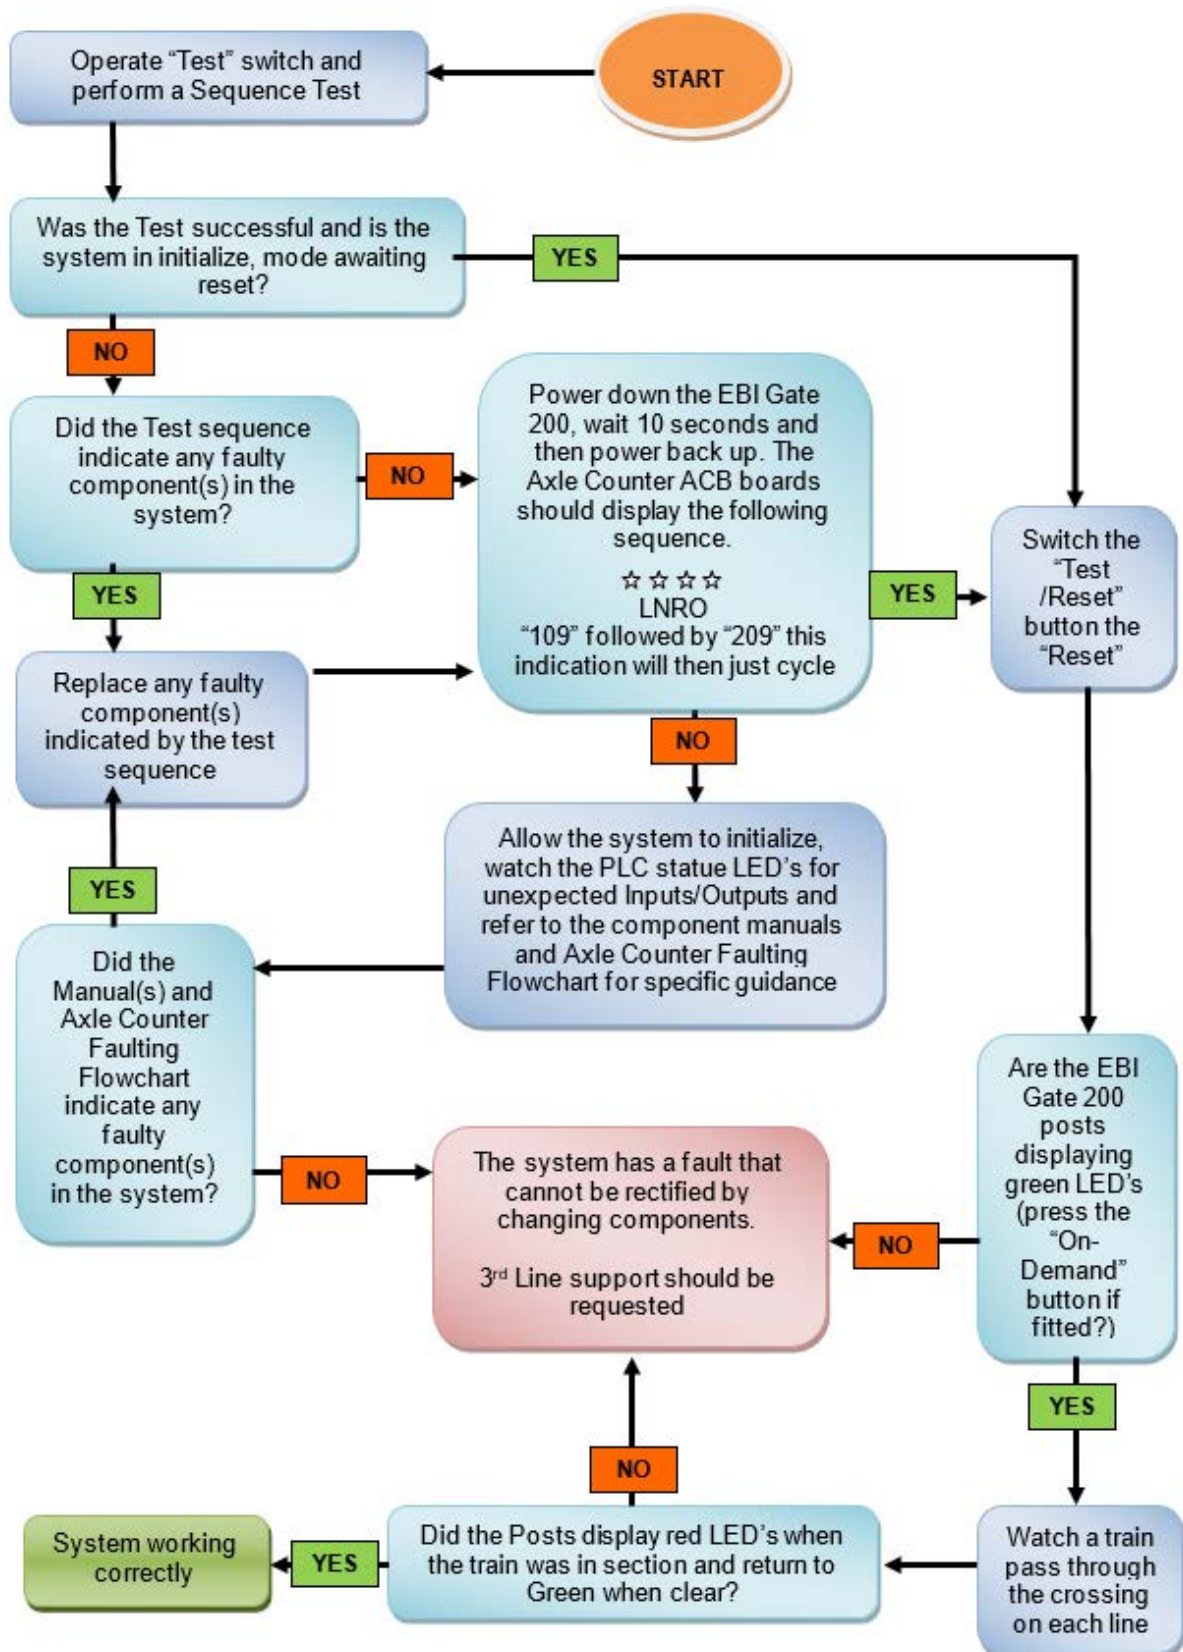 START
Operate “Test” switch and
perform a Sequence Test
Was the Test successful and is the
system in initialize, mode awaiting
reset?
YES
NO
Did the Test sequence
indicate any faulty
component(s) in the
system?
NO
YES
Power down the EBI Gate
200, wait 10 seconds and
then power back up. The
Axle Counter ACB boards
should display the following
sequence.
☆☆☆☆
LNRO
“109” followed by “209” this
indication will then just cycle
YES
NO
Switch the
“Test
/Reset”
button the
“Reset”
Replace any faulty
component(s)
indicated by the test
sequence
Allow the system to initialize,
watch the PLC statue LED’s for
unexpected Inputs/Outputs and
refer to the component manuals
and Axle Counter Faulting
Flowchart for specific guidance
YES
Did the
Manual(s) and
Axle Counter
Faulting
Flowchart
indicate any
faulty
component(s)
in the system?
NO
The system has a fault that
cannot be rectified by
changing components.
3rd Line support should be
requested
NO
Are the EBI
Gate 200
posts
displaying
green LED’s
(press the
“On-
Demand”
button if
fitted?)
YES
Watch a train
pass through
the crossing
on each line
NO
Did the Posts display red LED’s when
the train was in section and return to
Green when clear?
YES
System working
correctly